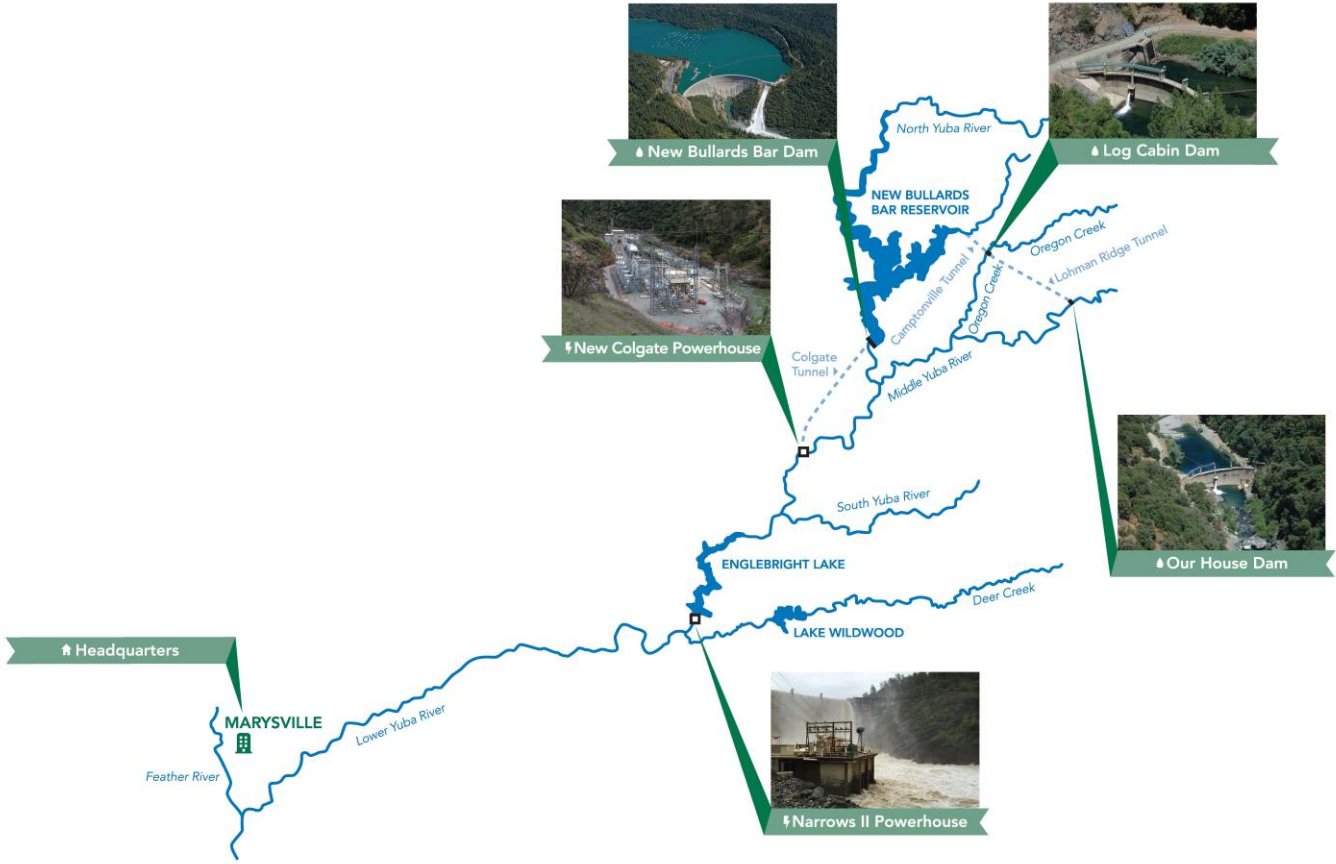 New Bullards Bar Dam
Log Cabin Dam
North Yuba River
NEW BULLARDS
BAR RESERVOIR
Oregon Creek
Lohman Ridge Tunnel
Camptonville Tunnel
Oregon Creek
New Colgate Powerhouse
Colgate
Tunnel
Middle Yuba River
South Yuba River
ENGLEBRIGHT LAKE
Our House Dam
Deer Creek
LAKE WILDWOOD
Headquarters
MARYSVILLE
Lower Yuba River
Feather River
Narrows II Powerhouse